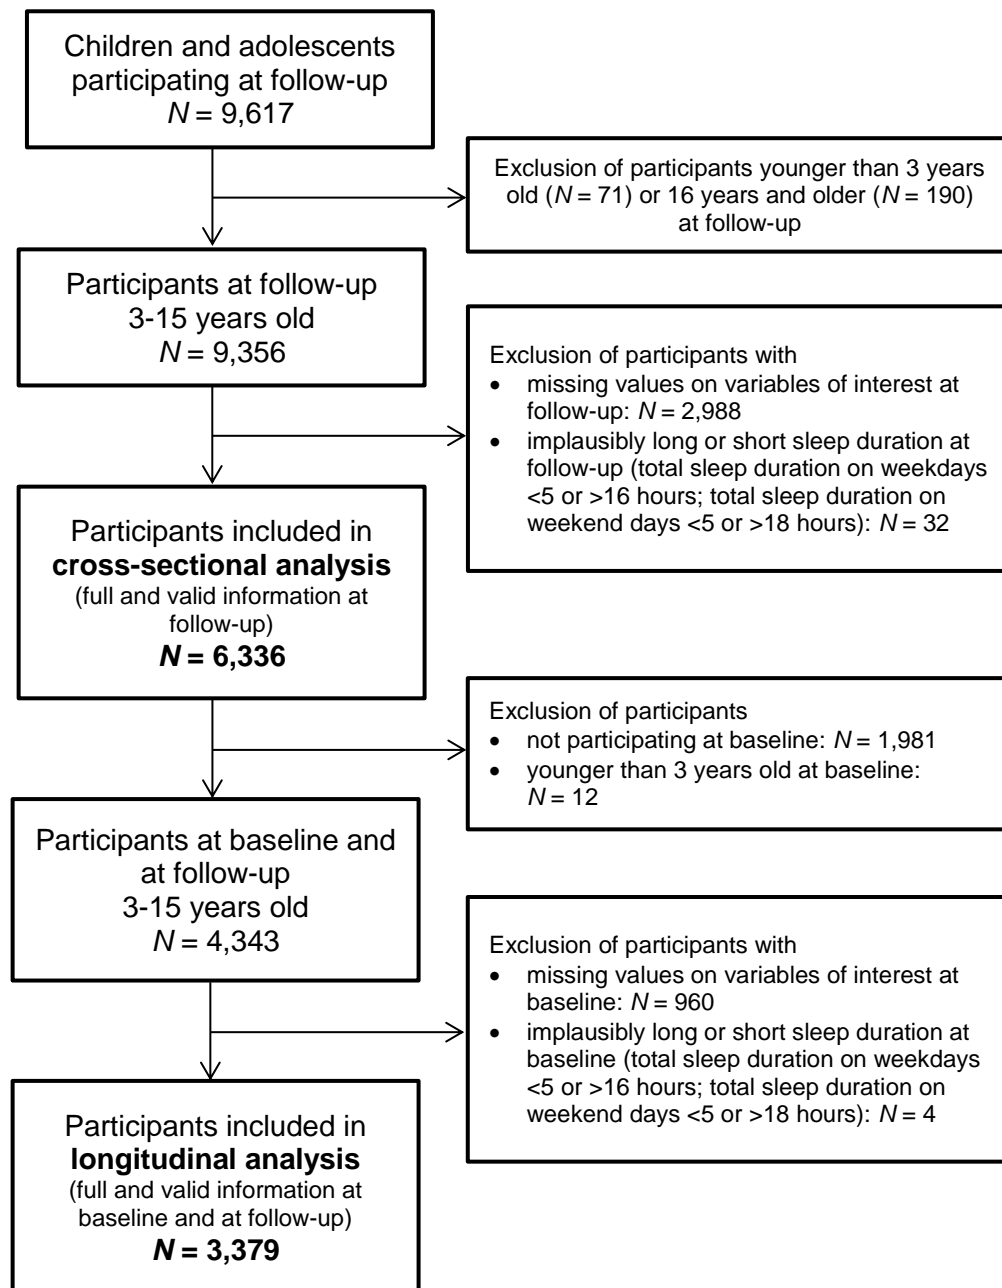 Children and adolescents
participating at follow-up
N = 9,617
Exclusion of participants younger than 3 years
old (N = 71) or 16 years and older (N = 190)
at follow-up
Participants at follow-up
3-15 years old
N = 9,356
Exclusion of participants with
• missing values on variables of interest at
follow-up: N = 2,988
• implausibly long or short sleep duration at
follow-up (total sleep duration on weekdays
<5 or >16 hours; total sleep duration on
weekend days <5 or >18 hours): N = 32
Participants included in
cross-sectional analysis
(full and valid information at
follow-up)
N = 6,336
Exclusion of participants
• not participating at baseline: N = 1,981
• younger than 3 years old at baseline:
N = 12
Participants at baseline and
at follow-up
3-15 years old
N = 4,343
Exclusion of participants with
• missing values on variables of interest at
baseline: N = 960
• implausibly long or short sleep duration at
baseline (total sleep duration on weekdays
<5 or >16 hours; total sleep duration on
weekend days <5 or >18 hours): N = 4
Participants included in
longitudinal analysis
(full and valid information at
baseline and at follow-up)
N = 3,379